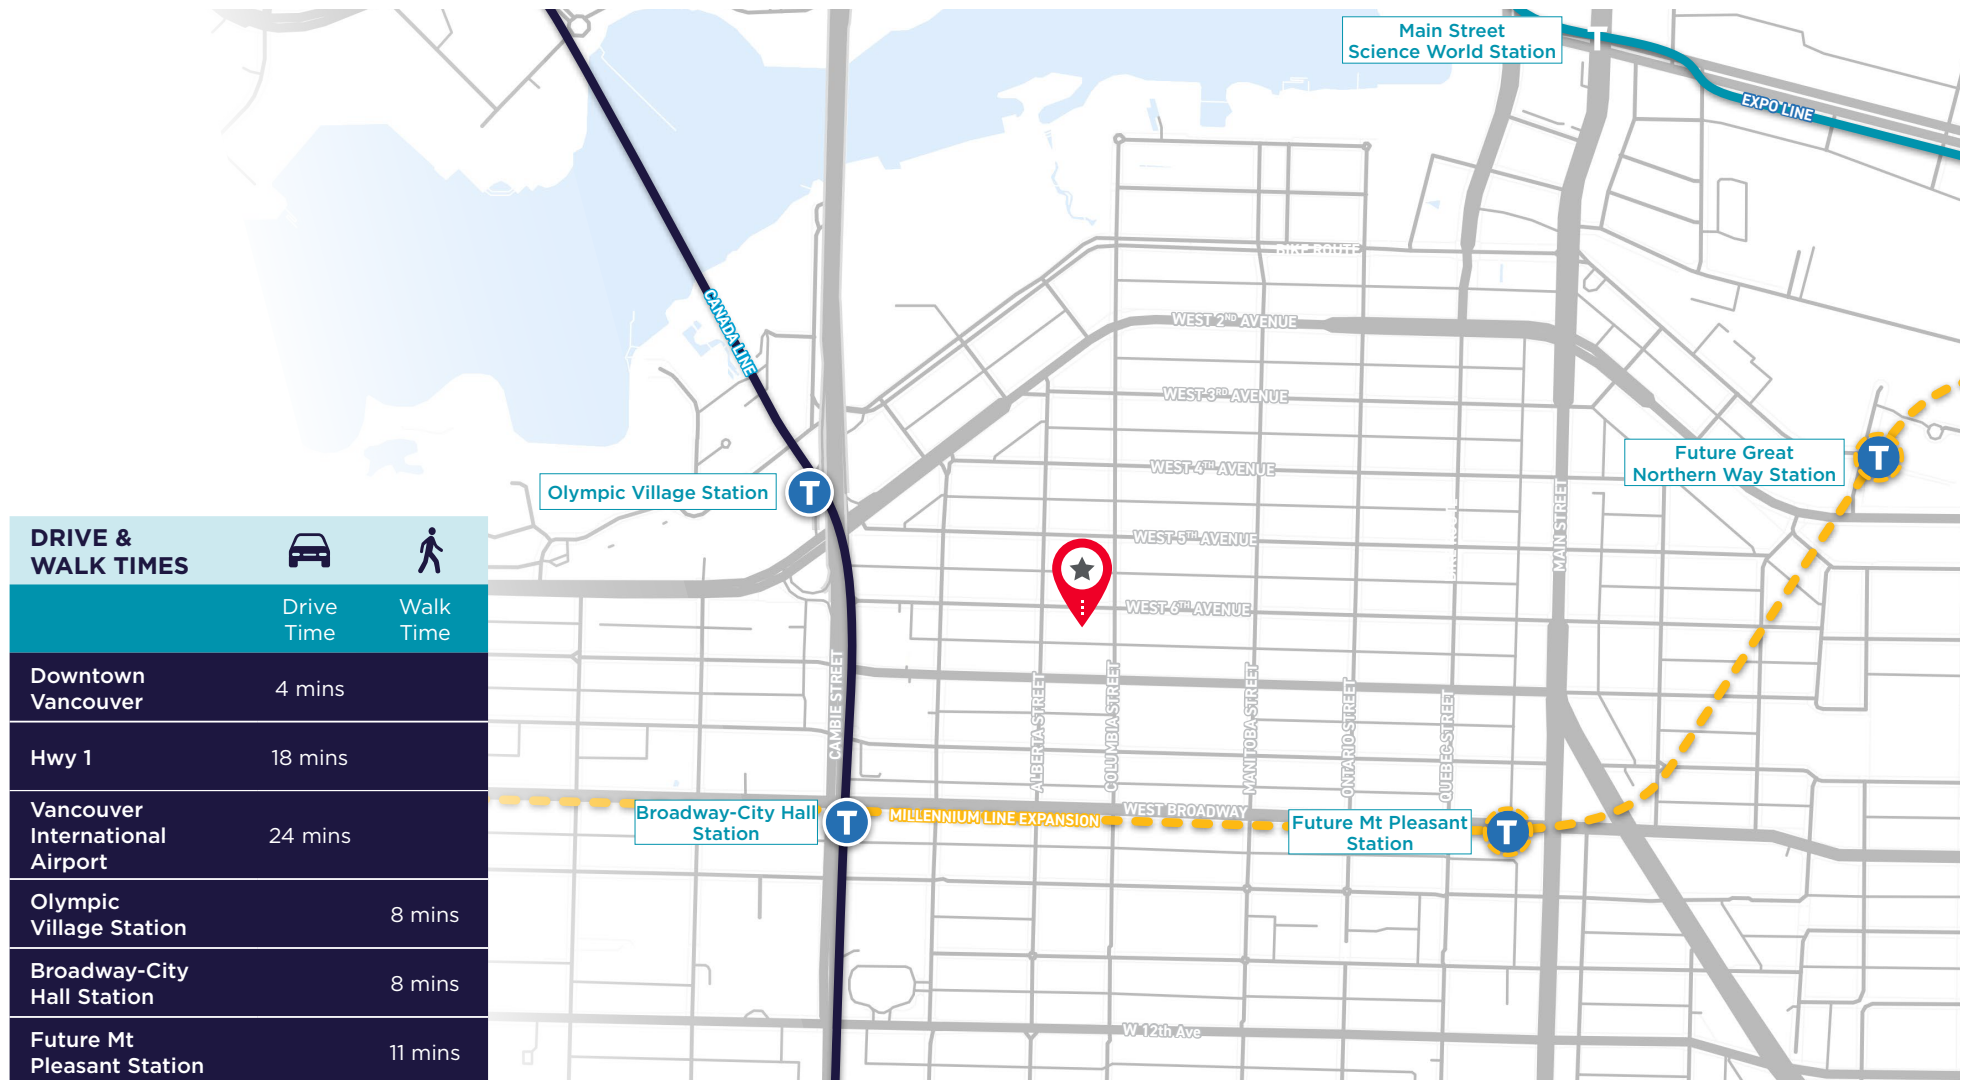 Main Street
Science World Station
T
EXPO LINE
BIKE ROUTE
CANADA LINE
WEST 2ND AVENUE
WEST 3RD AVENUE
Future Great
Northern Way Station
T
WEST 4TH AVENUE
Olympic Village Station
T
MAIN STREET
WEST 5TH AVENUE
WEST 6TH AVENUE
DRIVE &
WALK TIMES
Drive
Time
Walk
Time
Downtown
Vancouver
4 mins
Hwy 1
18 mins
Vancouver
International
Airport
24 mins
Olympic
Village Station
8 mins
Broadway-City
Hall Station
8 mins
Future Mt
Pleasant Station
11 mins
CAMBIE STREET
ALBERTA STREET
COLUMBIA STREET
MANITOBA STREET
ONTARIO STREET
QUEBEC STREET
Broadway-City Hall
Station
T
MILLENNIUM LINE EXPANSION
WEST BROADWAY
Future Mt Pleasant
Station
T
W 12th Ave